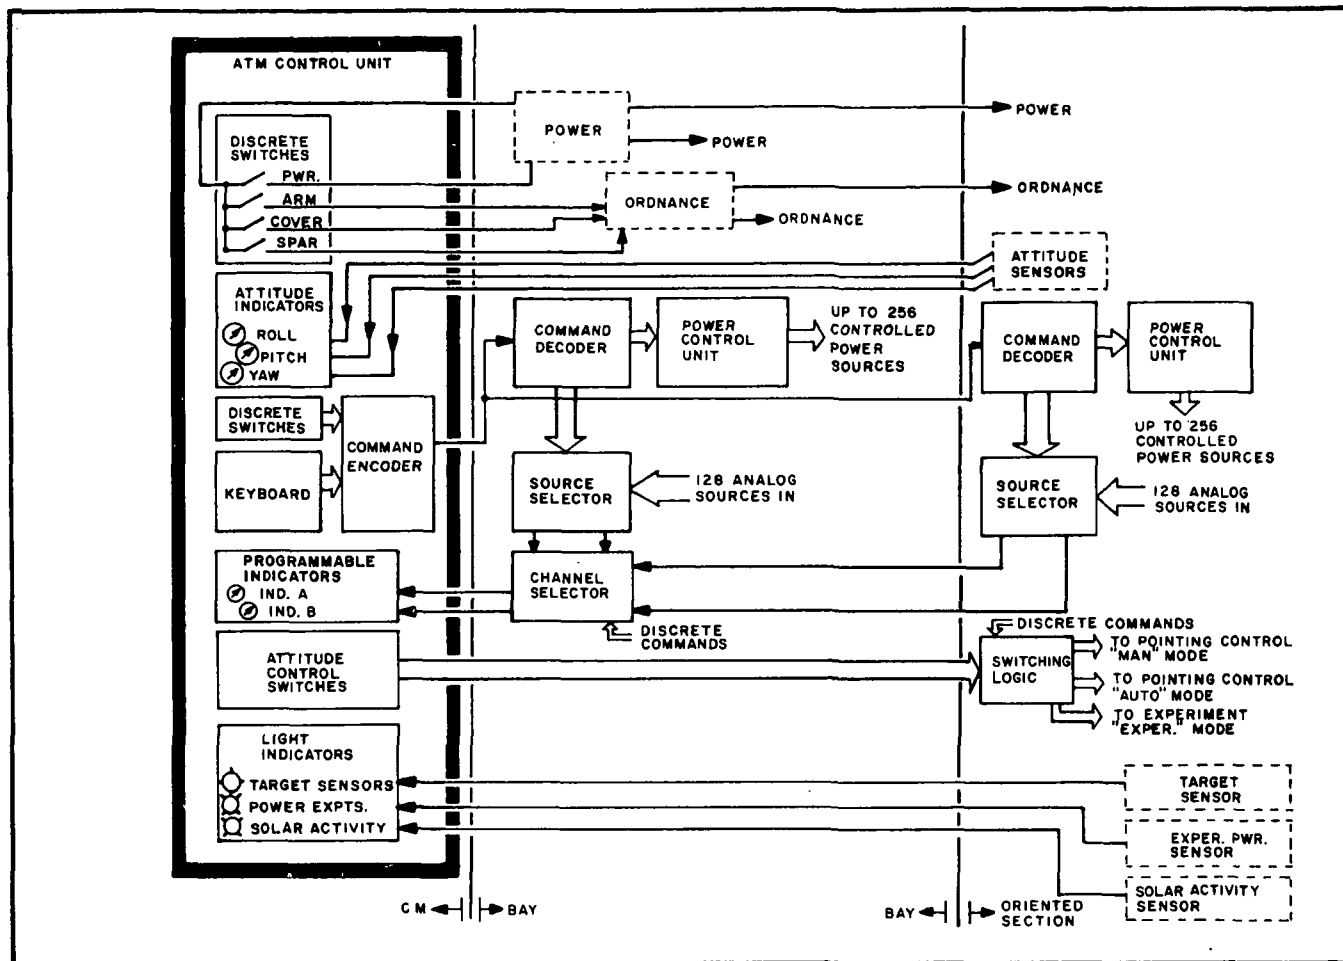 ATM CONTROL UNIT
DISCRETE
SWITCHES
PWR.
ARM
COVER
SPAR
POWER
POWER
POWER
ORDNANCE
ORDNANCE
ORDNANCE
ATTITUDE
SENSORS
ATTITUDE
INDICATORS
ROLL
PITCH
YAW
COMMAND
DECODER
POWER
CONTROL
UNIT
UP TO 256
CONTROLLED
POWER
SOURCES
COMMAND
DECODER
POWER
CONTROL
UNIT
UP TO 256
CONTROLLED
POWER SOURCES
DISCRETE
SWITCHES
KEYBOARD
COMMAND
ENCODER
SOURCE
SELECTOR
128 ANALOG
SOURCES IN
SOURCE
SELECTOR
128 ANALOG
SOURCES IN
PROGRAMMABLE
INDICATORS
IND. A
IND. B
CHANNEL
SELECTOR
DISCRETE
COMMANDS
ATTITUDE
CONTROL
SWITCHES
DISCRETE COMMANDS
SWITCHING
LOGIC
TO POINTING CONTROL
"MAN" MODE
TO POINTING CONTROL
"AUTO" MODE
TO EXPERIMENT
"EXPER." MODE
LIGHT
INDICATORS
TARGET SENSORS
POWER EXPTS.
SOLAR ACTIVITY
TARGET
SENSOR
EXPER. PWR.
SENSOR
SOLAR ACTIVITY
SENSOR
CM
BAY
BAY
ORIENTED
SECTION